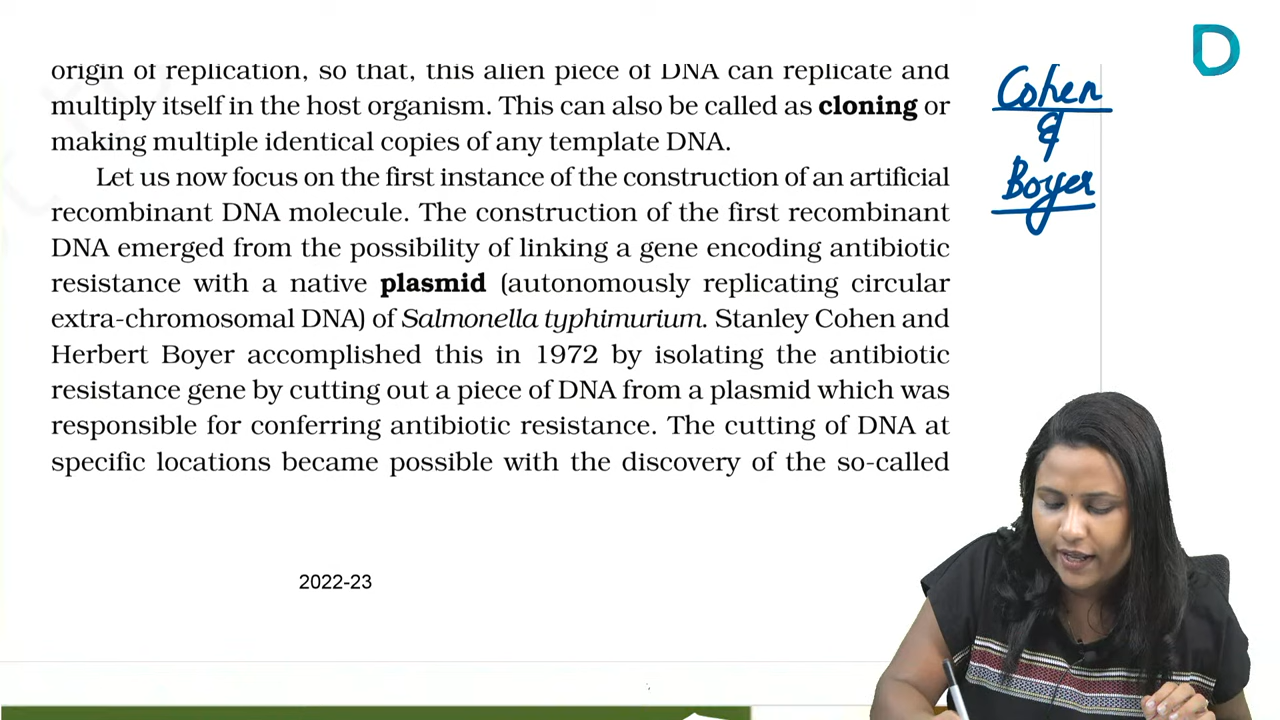 origin of replication, so that, this alien piece of DNA can replicate and
multiply itself in the host organism. This can also be called as cloning or
making multiple identical copies of any template DNA.
Let us now focus on the first instance of the construction of an artificial
recombinant DNA molecule. The construction of the first recombinant
DNA emerged from the possibility of linking a gene encoding antibiotic
resistance with a native plasmid (autonomously replicating circular
extra-chromosomal DNA) of Salmonella typhimurium. Stanley Cohen and
Herbert Boyer accomplished this in 1972 by isolating the antibiotic
resistance gene by cutting out a piece of DNA from a plasmid which was
responsible for conferring antibiotic resistance. The cutting of DNA at
specific locations became possible with the discovery of the so-called
2022-23
Cohen
&
Boyer
D